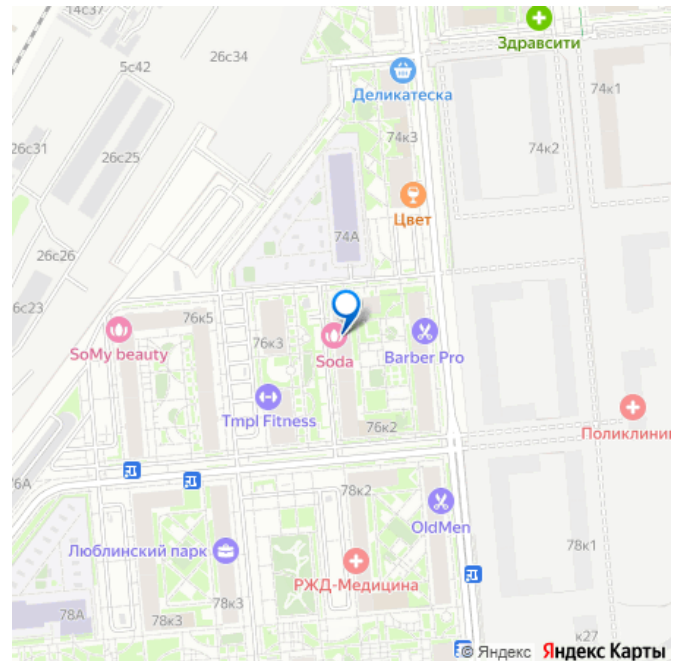 14с37
Здравсити
5с42
26с34
Деликатеска
74к1
26с31
74к3
74к2
26с25
Цвет
74А
26с26
26с23
76к5
76к3
SoMy beauty
Soda
Barber Pro
Tmpl Fitness
76к2
Поликлини
76А
78к2
OldMen
Люблинский парк
78к1
РЖД-Медицина
78А
78к3
78к3
к27
© Яндекс Яндекс Карты